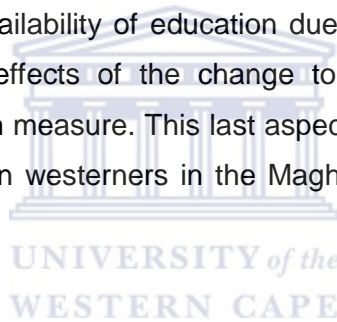 ailability of education due
effects of the change to
measure. This last aspec
n westerners in the Magh
UNIVERSITY of the
WESTERN CAPE